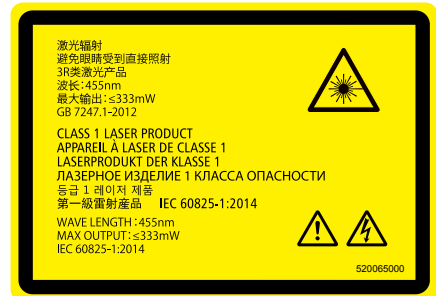 激光辐射
避免眼睛受到直接照射
3R类激光产品
波长：455nm
最大输出：≤333mW
GB 7247.1-2012
CLASS 1 LASER PRODUCT
APPAREIL À LASER DE CLASSE 1
LASERPRODUKT DER KLASSE 1
ЛАЗЕРНОЕ ИЗДЕЛИЕ 1 КЛАССА ОПАСНОСТИ
등급 1 레이저 제품
第一級雷射產品 IEC 60825-1:2014
WAVE LENGTH：455nm
MAX OUTPUT：≤333mW
IEC 60825-1:2014
520065000